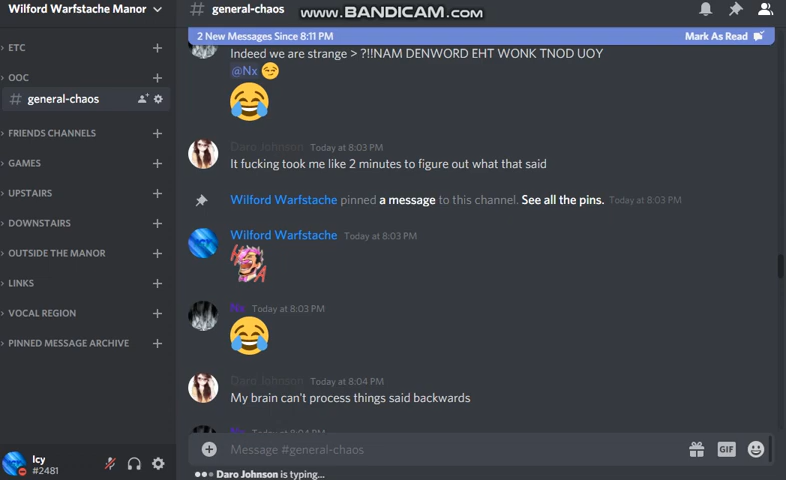 Wilford Warfstache Manor
ETC
OOC
general-chaos
FRIENDS CHANNELS
GAMES
UPSTAIRS
DOWNSTAIRS
OUTSIDE THE MANOR
LINKS
VOCAL REGION
PINNED MESSAGE ARCHIVE
Icy
#2481
# general-chaos
www.BANDICAM.com
2 New Messages Since 8:11 PM Mark As Read
Indeed we are strange > ?!!NAM DENWORD EHT WONK TNOD UOY
@Nx 😏
😂
Daro Johnson Today at 8:03 PM
It fucking took me like 2 minutes to figure out what that said
Wilford Warfstache pinned a message to this channel. See all the pins. Today at 8:03 PM
Wilford Warfstache Today at 8:03 PM
Nx Today at 8:03 PM
😂
Daro Johnson Today at 8:04 PM
My brain can't process things said backwards
Message #general-chaos
GIF
Daro Johnson is typing...